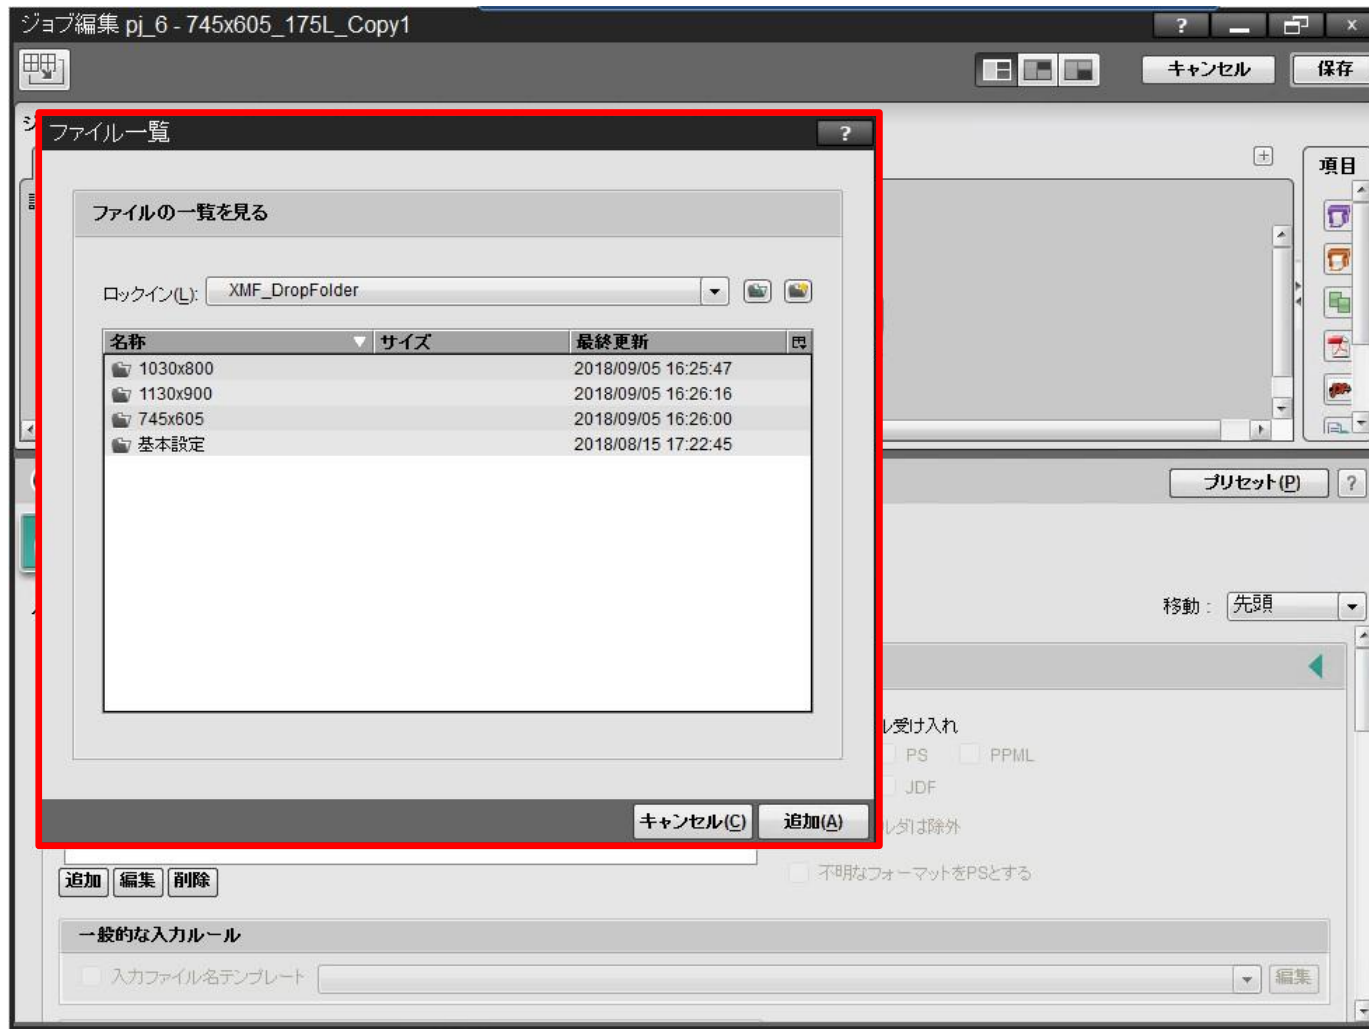 ジョブ編集 pj_6 - 745x605_175L_Copy1
キャンセル
保存
ファイル一覧
?
項目
ファイルの一覧を見る
ロックイン(L):
XMF_DropFolder
名称 サイズ 最終更新
1030x800 2018/09/05 16:25:47
1130x900 2018/09/05 16:26:16
745x605 2018/09/05 16:26:00
基本設定 2018/08/15 17:22:45
プリセット(P)
?
移動: 先頭
キャンセル(C)
追加(A)
受け入れ
PS PPML
JDF
ルダは除外
不明なフォーマットをPSとする
追加 編集 削除
一般的な入力ルール
入力ファイル名テンプレート
編集